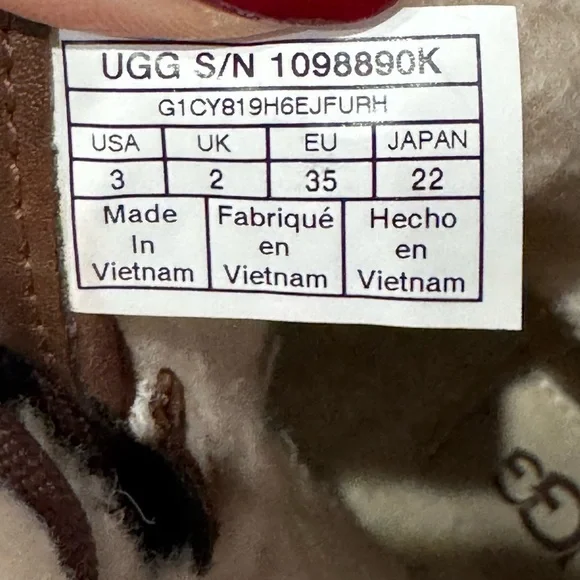 UGG S/N 1098890K
G1CY819H6EJFURH
USA UK EU JAPAN
3 2 35 22
Made Fabriqué Hecho
In en en
Vietnam Vietnam Vietnam
UGG